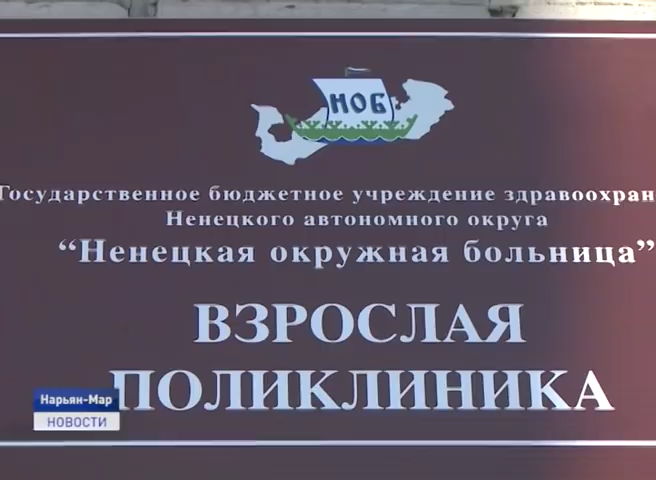 НОБ
Государственное бюджетное учреждение здравоохран
Ненецкого автономного округа
“Ненецкая окружная больница”
ВЗРОСЛАЯ
ПОЛИКЛИНИКА
Нарьян-Мар
НОВОСТИ